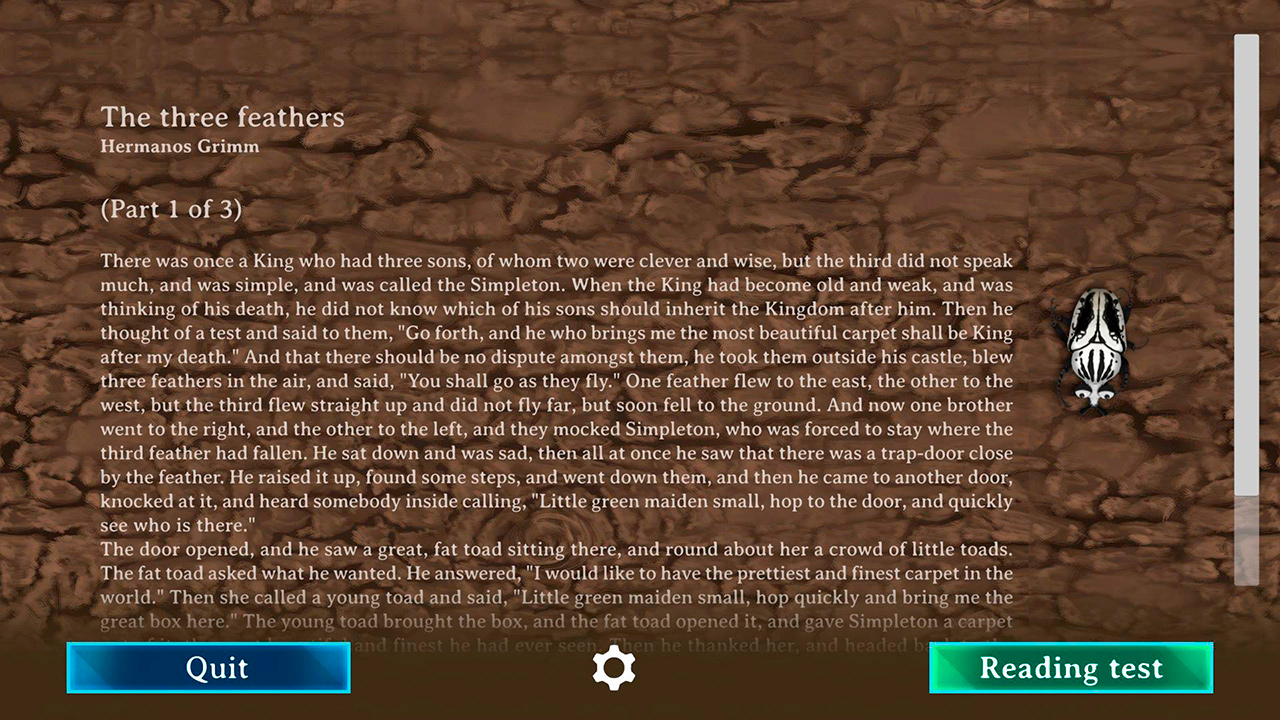 The three feathers
Hermanos Grimm
(Part 1 of 3)
There was once a King who had three sons, of whom two were clever and wise, but the third did not speak
much, and was simple, and was called the Simpleton. When the King had become old and weak, and was
thinking of his death, he did not know which of his sons should inherit the Kingdom after him. Then he
thought of a test and said to them, "Go forth, and he who brings me the most beautiful carpet shall be King
after my death." And that there should be no dispute amongst them, he took them outside his castle, blew
three feathers in the air, and said, "You shall go as they fly." One feather flew to the east, the other to the
west, but the third flew straight up and did not fly far, but soon fell to the ground. And now one brother
went to the right, and the other to the left, and they mocked Simpleton, who was forced to stay where the
third feather had fallen. He sat down and was sad, then all at once he saw that there was a trap-door close
by the feather. He raised it up, found some steps, and went down them, and then he came to another door,
knocked at it, and heard somebody inside calling, "Little green maiden small, hop to the door, and quickly
see who is there."
The door opened, and he saw a great, fat toad sitting there, and round about her a crowd of little toads.
The fat toad asked what he wanted. He answered, "I would like to have the prettiest and finest carpet in the
world." Then she called a young toad and said, "Little green maiden small, hop quickly and bring me the
great box here." The young toad brought the box, and the fat toad opened it, and gave Simpleton a carpet
and finest he had ever seen. Then he thanked her, and headed
Quit
Reading test